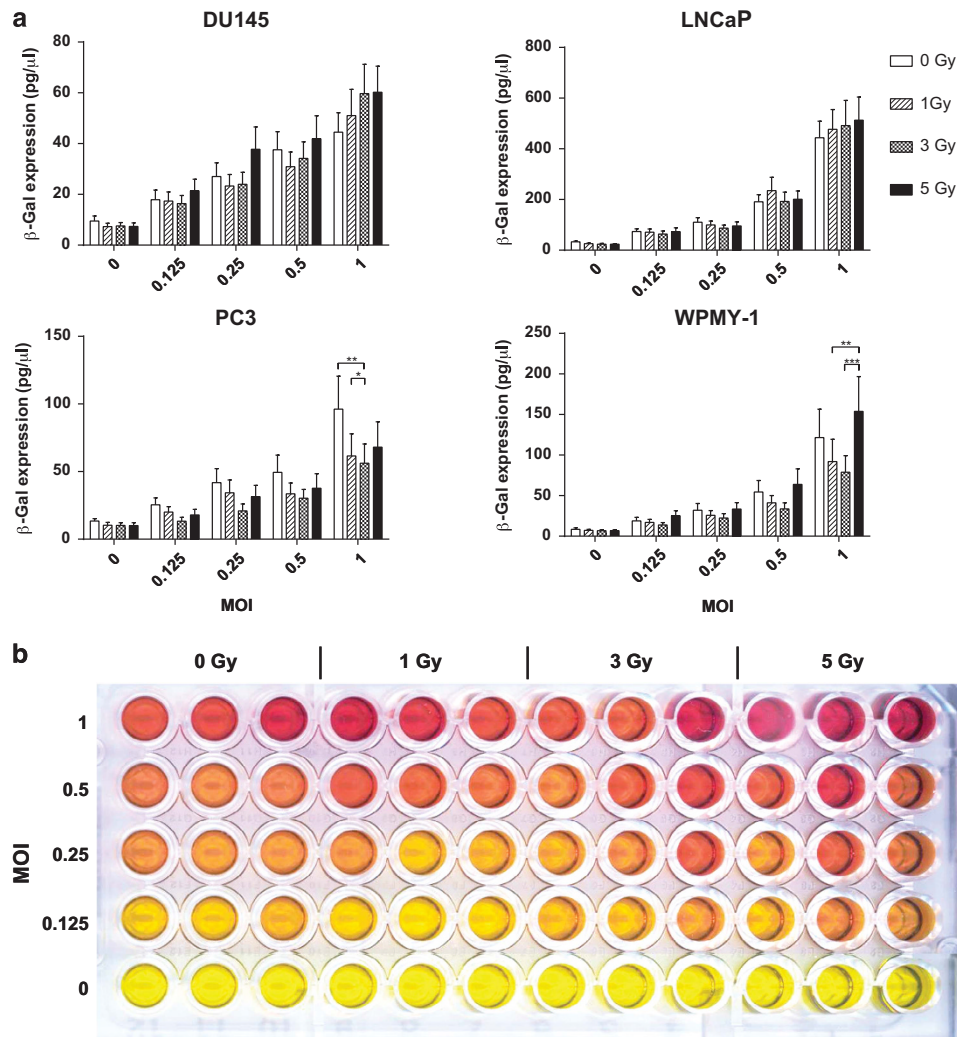 a
DU145
LNCaP
β-Gal expression (pg/μl)
80
60
40
20
0
0
0.125
0.25
0.5
1
β-Gal expression (pg/μl)
800
600
400
200
0
0
0.125
0.25
0.5
1
0 Gy
1Gy
3 Gy
5 Gy
PC3
WPMY-1
β-Gal expression (pg/μl)
150
100
50
0
**
*
0
0.125
0.25
0.5
1
MOI
β-Gal expression (pg/μl)
250
200
150
100
50
0
**
***
0
0.125
0.25
0.5
1
MOI
b
0 Gy | 1 Gy | 3 Gy | 5 Gy
MOI
1
0.5
0.25
0.125
0